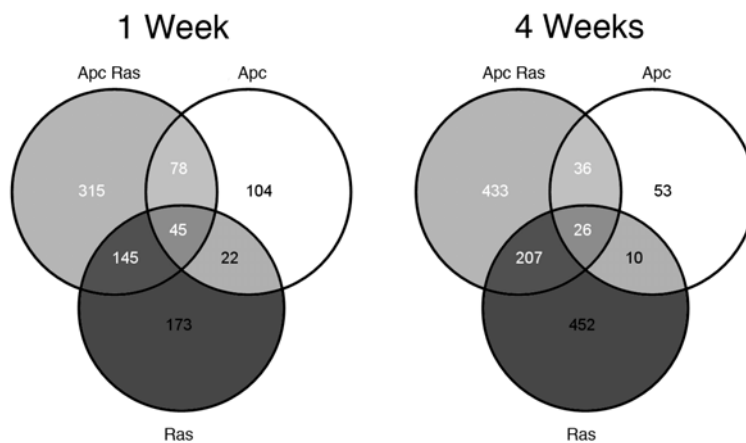 1 Week 4 Weeks
Apc Ras Apc Apc Ras Apc
78 36
315 104 433 53
45 26
145 22 207 10
173 452
Ras Ras